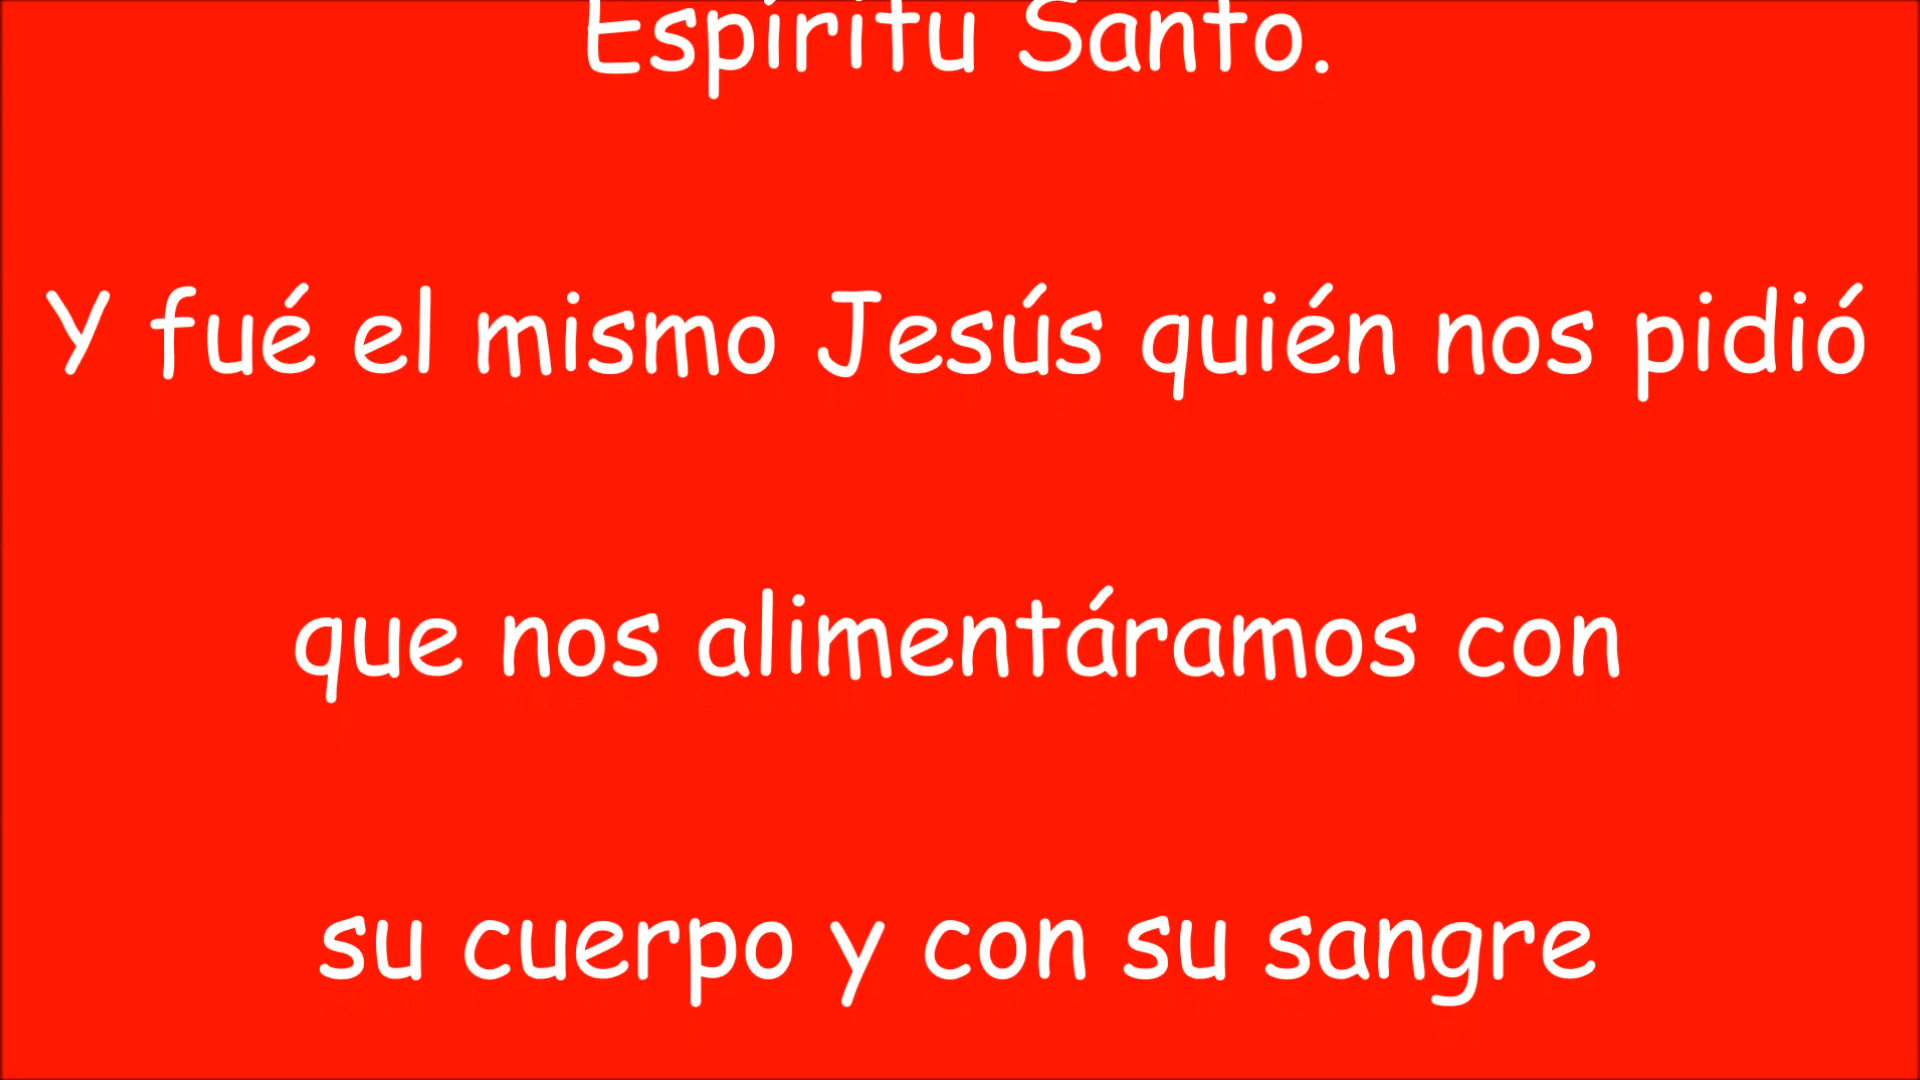 Espíritu Santo.
Y fué el mismo Jesús quién nos pidió
que nos alimentáramos con
su cuerpo y con su sangre